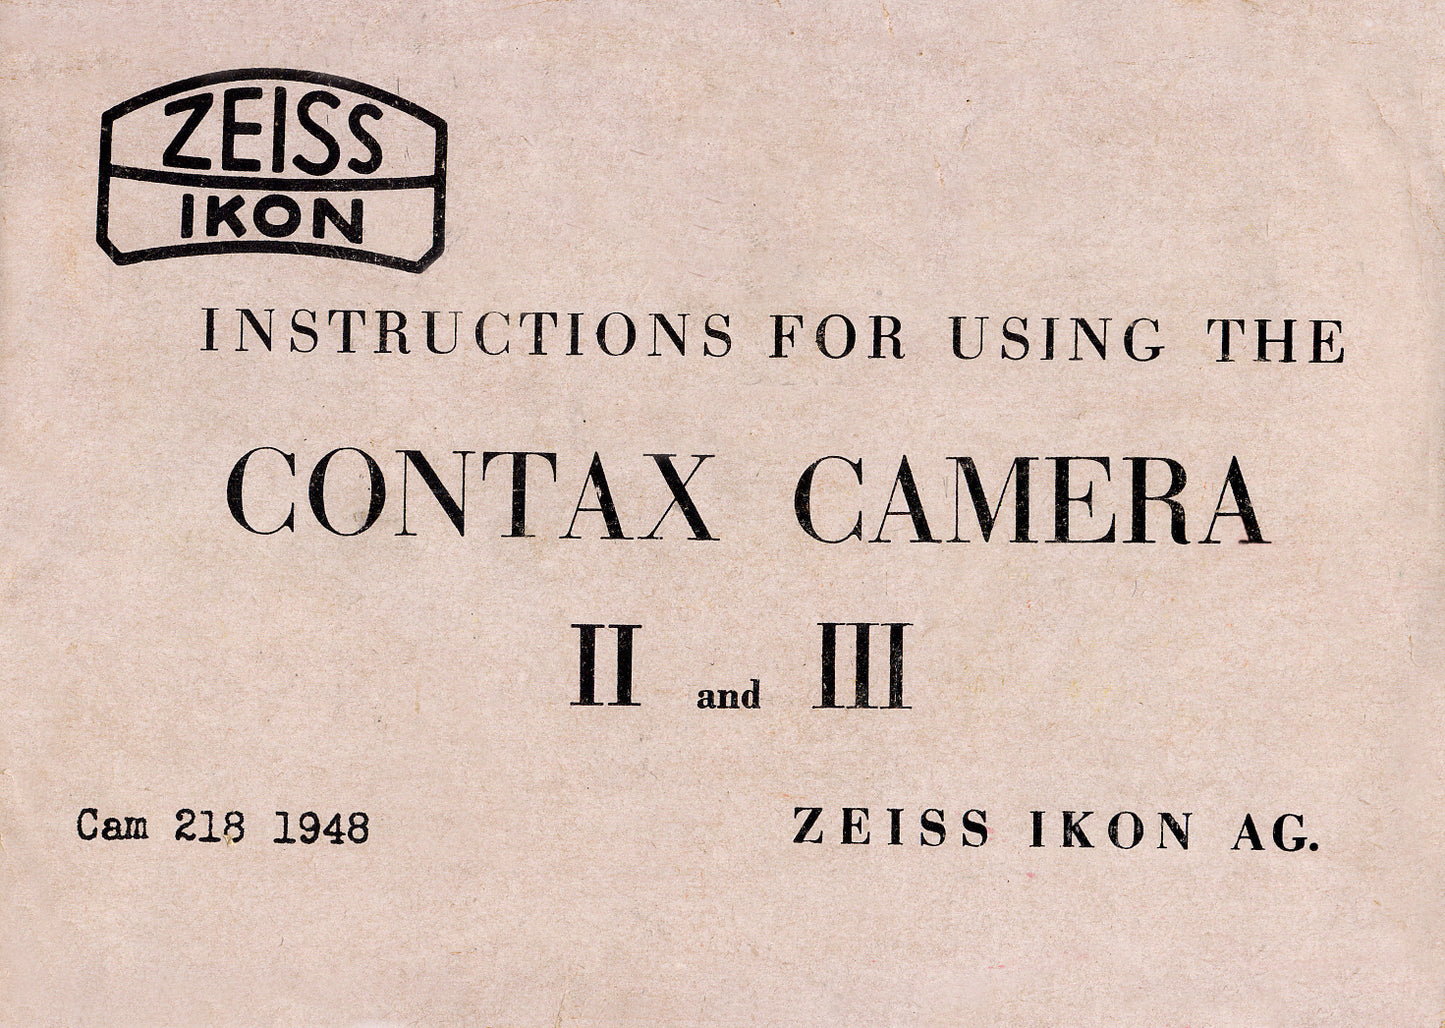 ZEISS
IKON
INSTRUCTIONS FOR USING THE
CONTAX CAMERA
II and III
Cam 218 1948
ZEISS IKON AG.